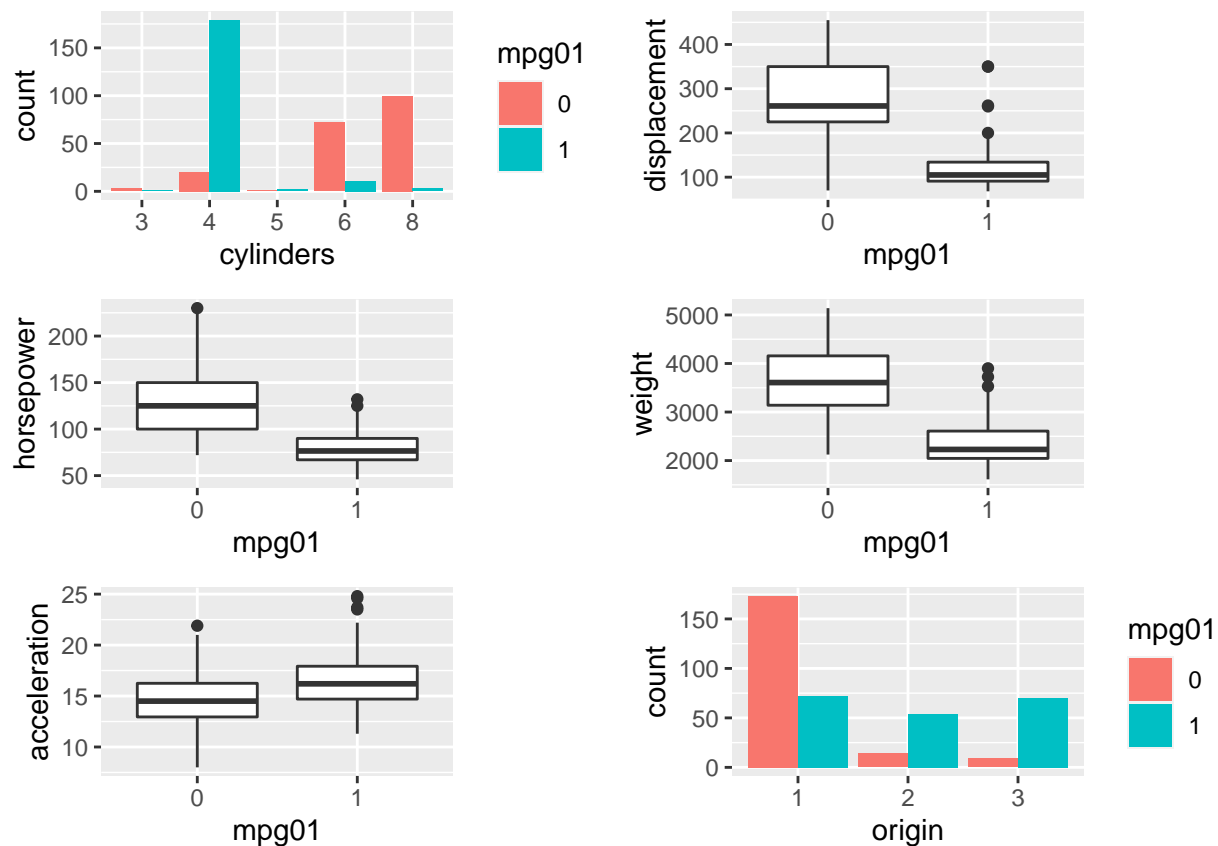 count
150
100
50
0
3 4 5 6 8
cylinders
mpg01
0
1
displacement
400
300
200
100
0 1
mpg01
horsepower
200
150
100
50
0 1
mpg01
weight
5000
4000
3000
2000
0 1
mpg01
acceleration
25
20
15
10
0 1
mpg01
count
150
100
50
0
1 2 3
origin
mpg01
0
1